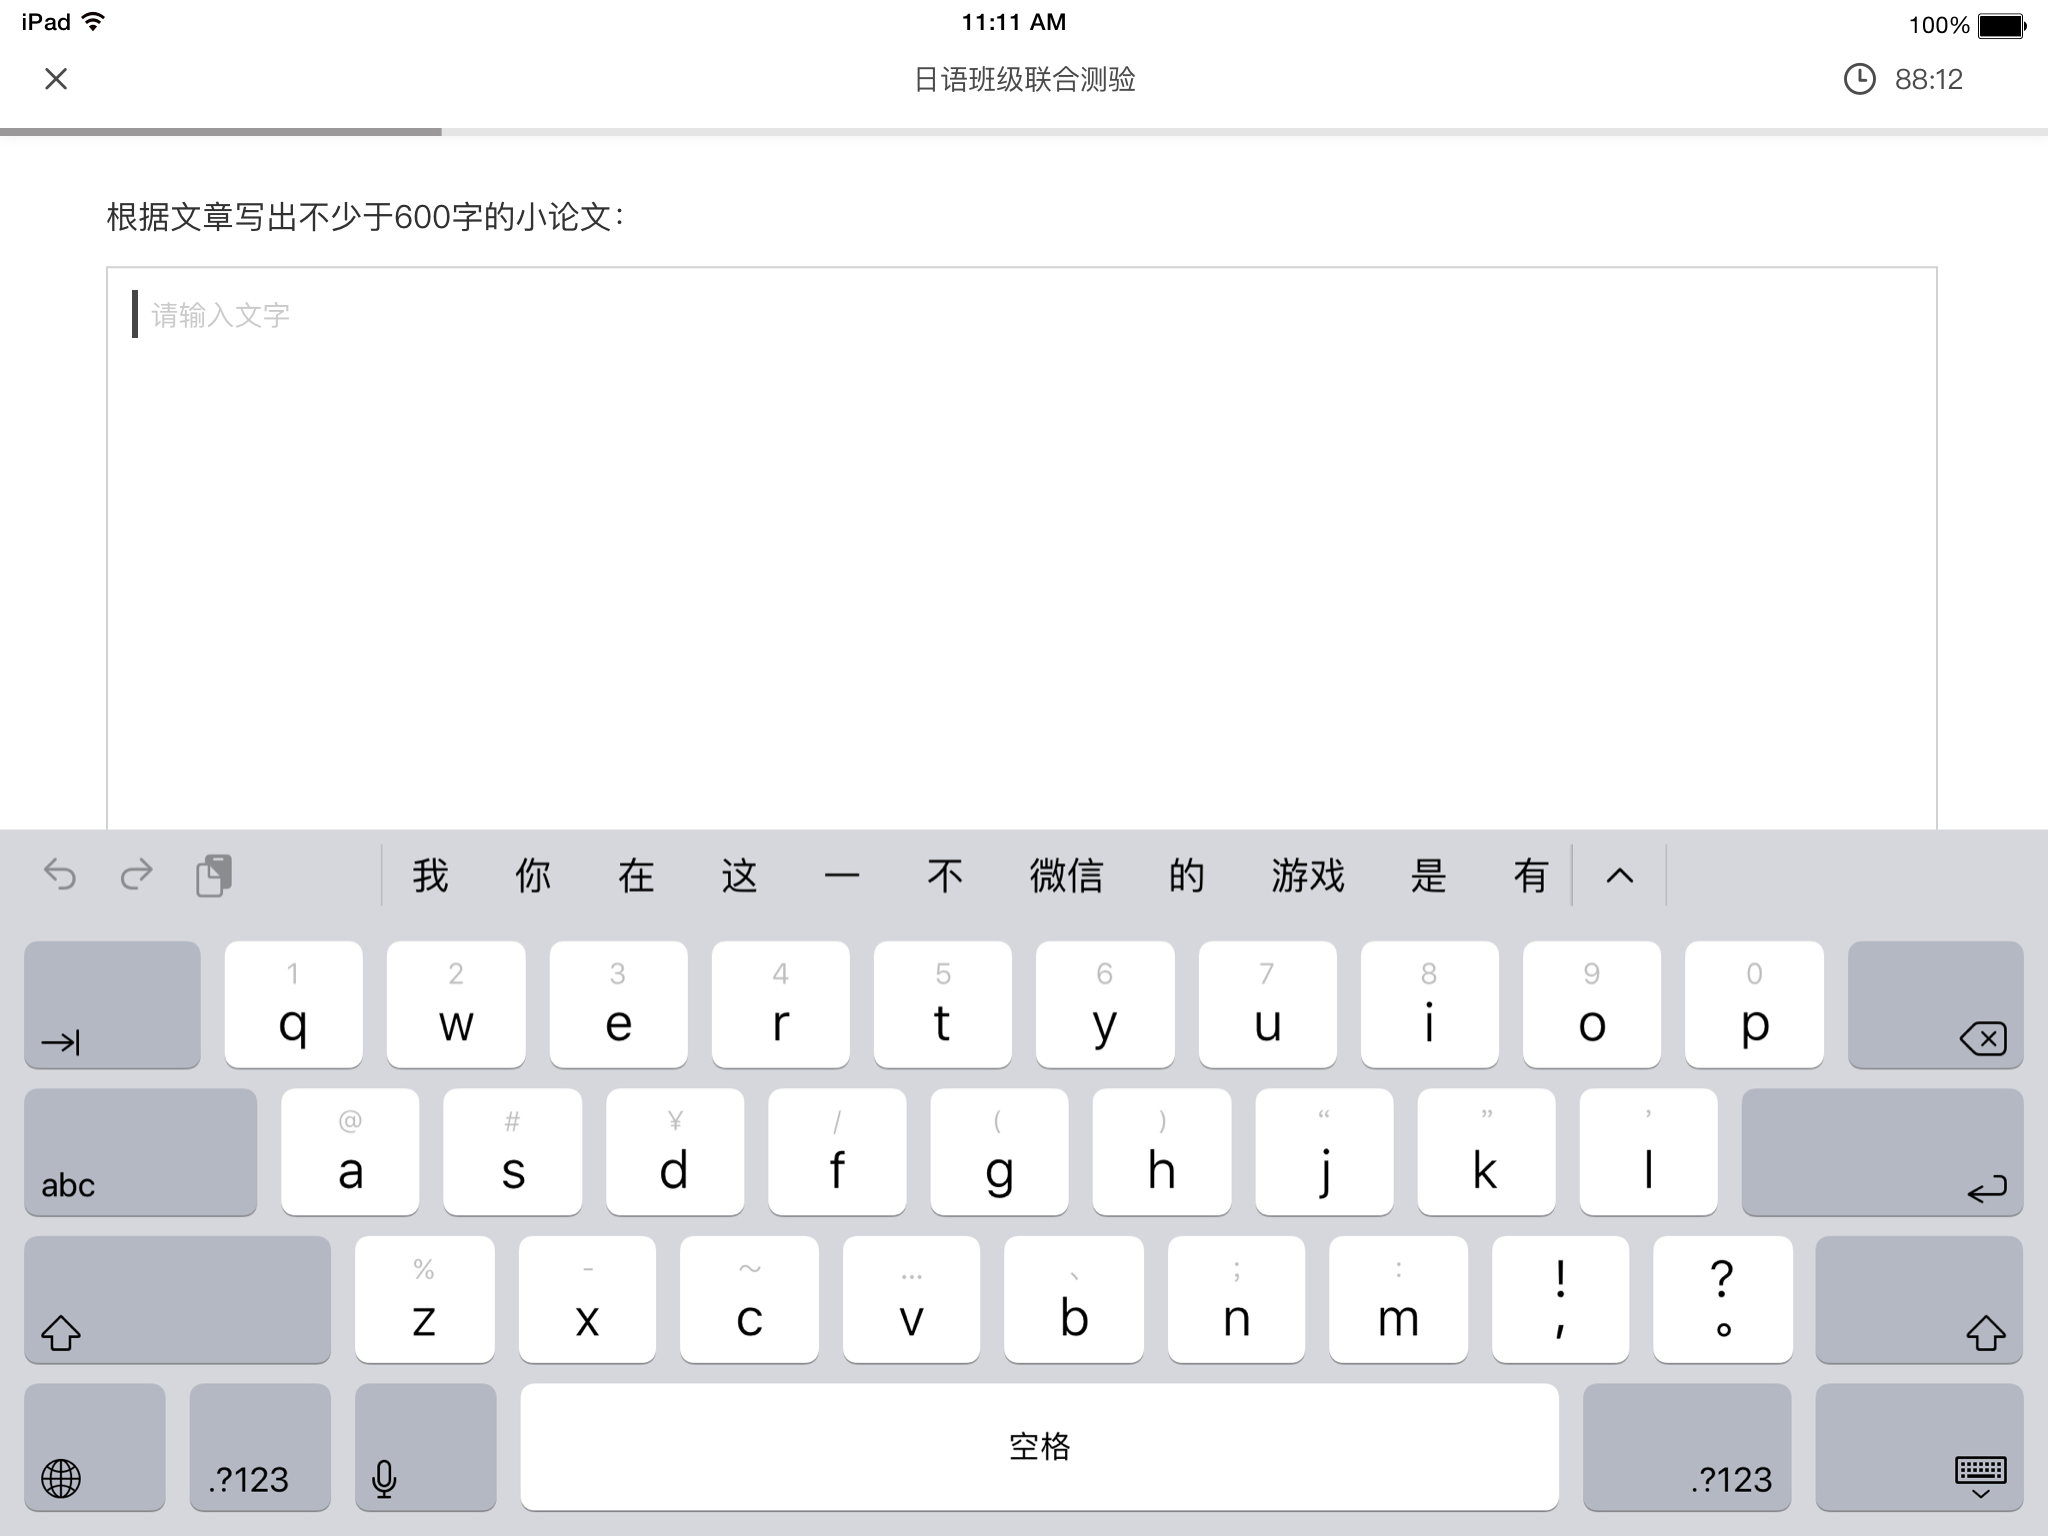 iPad 11:11 AM 100%
日语班级联合测验 88:12
根据文章写出不少于600字的小论文：
请输入文字
我 你 在 这 一 不 微信 的 游戏 是 有
1 2 3 4 5 6 7 8 9 0
q w e r t y u i o p
@ # ¥ / ( ) “ ” ’
abc a s d f g h j k l
% - ~ … 、 ; : ! ?
z x c v b n m , 。
.?123 空格 .?123